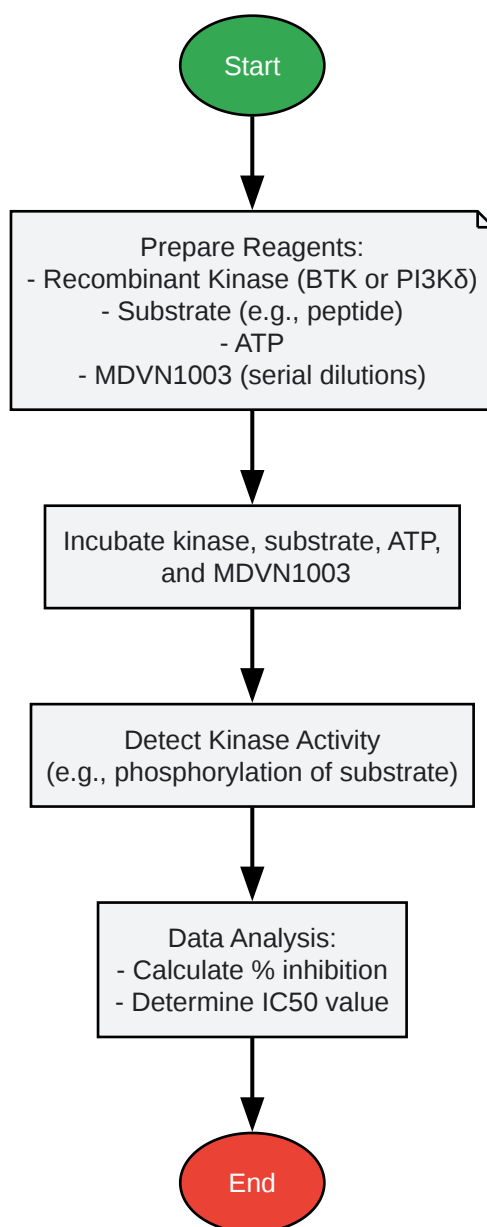 Start
Prepare Reagents:
- Recombinant Kinase (BTK or PI3Kδ)
- Substrate (e.g., peptide)
- ATP
- MDVN1003 (serial dilutions)
Incubate kinase, substrate, ATP,
and MDVN1003
Detect Kinase Activity
(e.g., phosphorylation of substrate)
Data Analysis:
- Calculate % inhibition
- Determine IC50 value
End